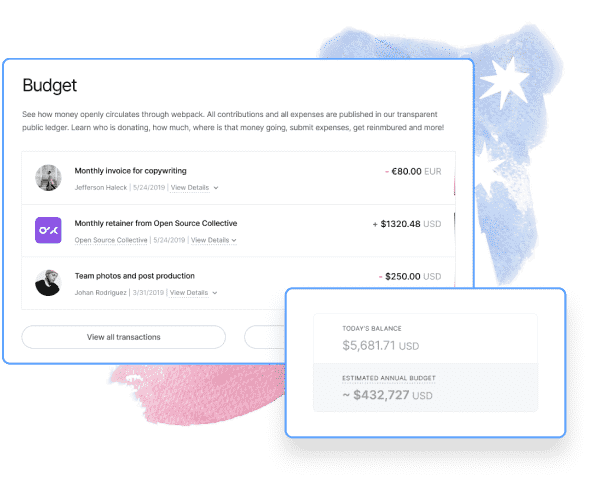 Budget
See how money openly circulates through webpack. All contributions and all expenses are published in our transparent
public ledger. Learn who is donating, how much, where is that money going, submit expenses, get reinmbured and more!
Monthly invoice for copywriting
- €80.00 EUR
Jefferson Haleck | 5/24/2019 | View Details
Monthly retainer from Open Source Collective
+ $1320.48 USD
Open Source Collective | 5/24/2019 | View Details
Team photos and post production
- $250.00 USD
Johan Rodriguez | 3/31/2019 | View Details
View all transactions
TODAY'S BALANCE
$5,681.71 USD
ESTIMATED ANNUAL BUDGET
~ $432,727 USD